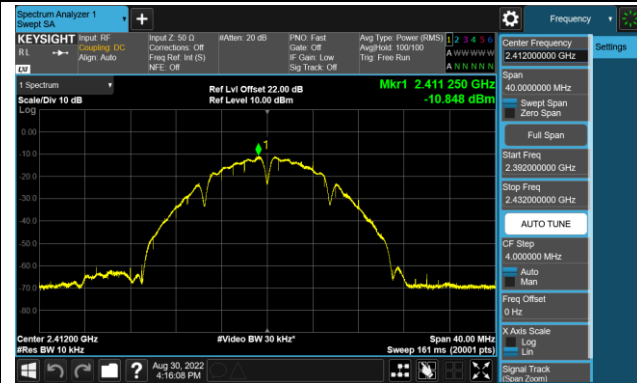 Spectrum Analyzer 1
Swept SA
+
Frequency
KEYSIGHT
RL
LXI
Input: RF
Coupling: DC
Align: Auto
Input Z: 50 Ω
Corrections: Off
Freq Ref: Int (S)
NFE: Off
#Atten: 20 dB
PNO: Fast
Gate: Off
IF Gain: Low
Sig Track: Off
Avg Type: Power (RMS)
Avg|Hold: 100/100
Trig: Free Run
1 2 3 4 5 6
A W W W W W
A N N N N N
1 Spectrum
Scale/Div 10 dB
Log
Ref Lvl Offset 22.00 dB
Ref Level 10.00 dBm
Mkr1 2.411 250 GHz
-10.848 dBm
1
0.00
-10.0
-20.0
-30.0
-40.0
-50.0
-60.0
-70.0
-80.0
Center 2.41200 GHz
#Res BW 10 kHz
#Video BW 30 kHz*
Span 40.00 MHz
Sweep 161 ms (20001 pts)
Aug 30, 2022
4:16:08 PM
?
Center Frequency
2.412000000 GHz
Span
40.0000000 MHz
Swept Span
Zero Span
Full Span
Start Freq
2.392000000 GHz
Stop Freq
2.432000000 GHz
AUTO TUNE
CF Step
4.000000 MHz
Auto
Man
Freq Offset
0 Hz
X Axis Scale
Log
Lin
Signal Track
(Span Zoom)
Settings